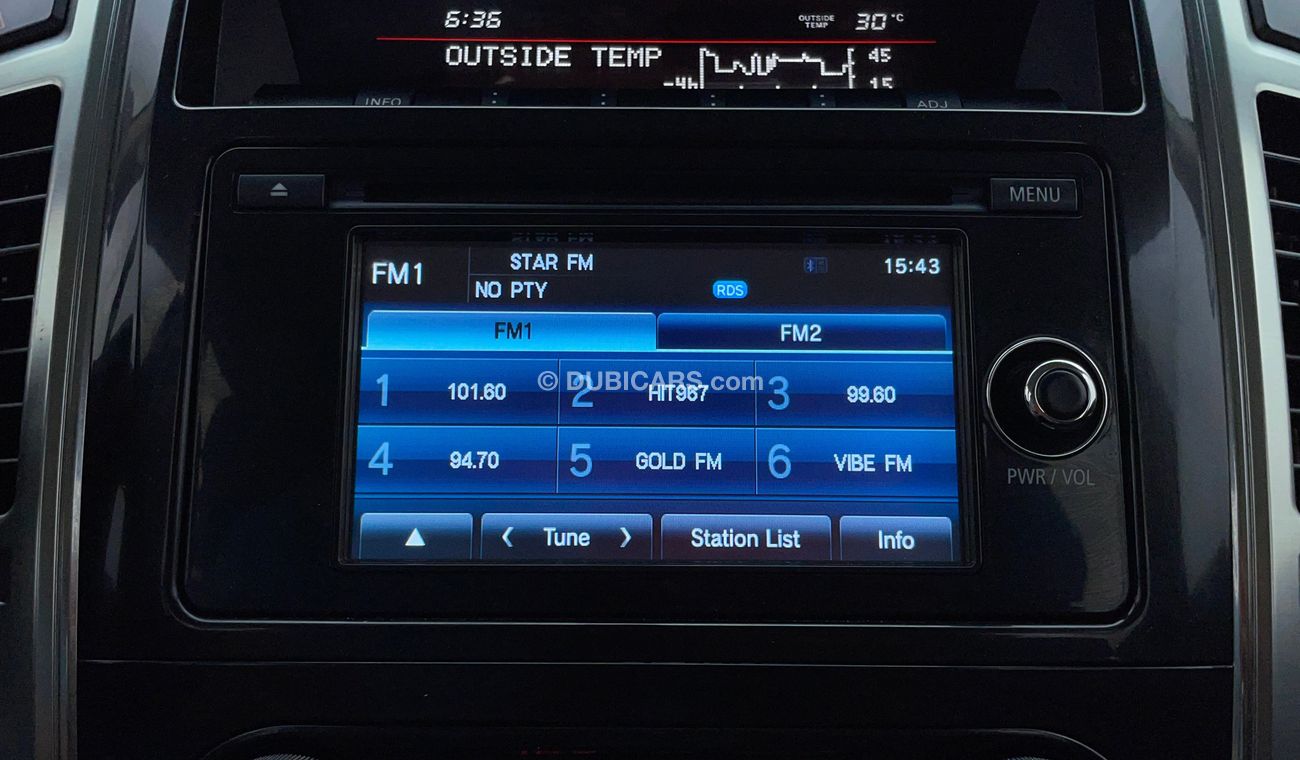 6:36 OUTSIDE TEMP 30 °C
OUTSIDE TEMP 45
-4h 15
INFO ADJ
MENU
FM1 STAR FM 15:43
NO PTY RDS
FM1 FM2
1 101.60 2 HIT967 3 99.60
© DUBICARS.com
4 94.70 5 GOLD FM 6 VIBE FM
PWR / VOL
▲ < Tune > Station List Info